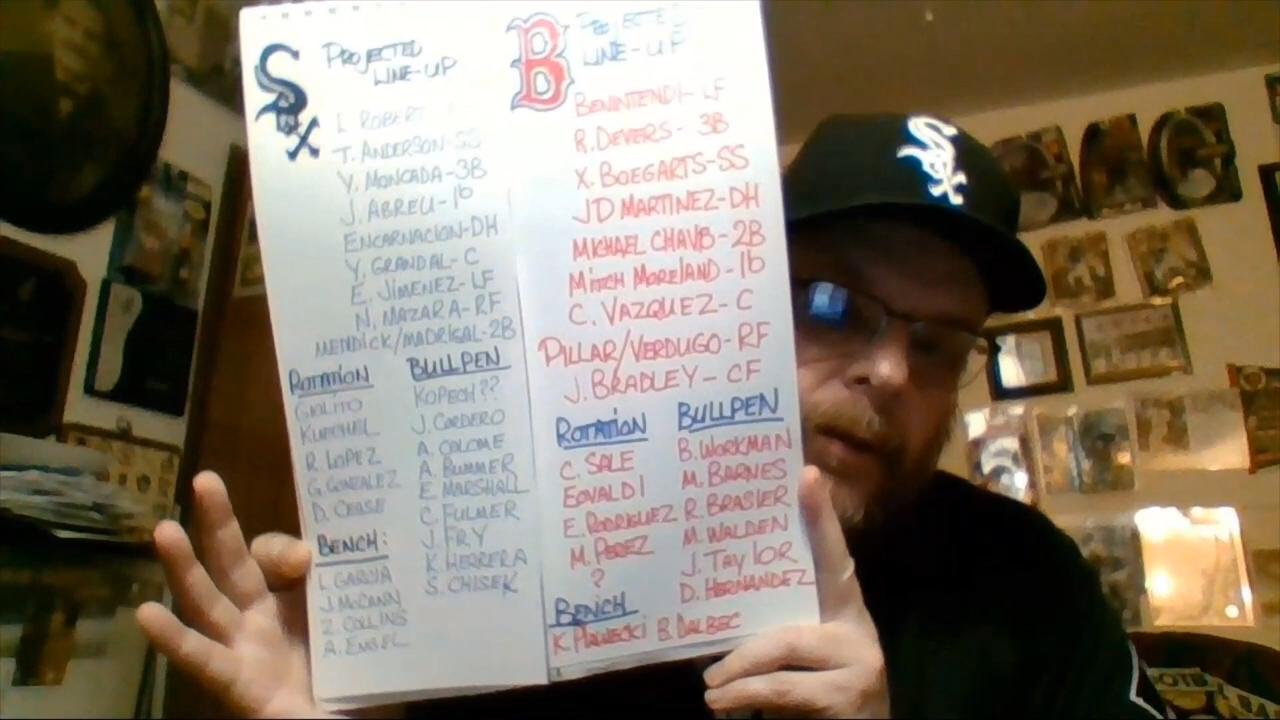 Sox
PROJECTED
LINE-UP
L ROBERT
T. ANDERSON-SS
Y. MONCADA-3B
J. ABREU-1b
ENCARNACION-DH
Y. GRANDAL-C
E. JIMENEZ-LF
N. MAZARA-RF
MENDICK/MADRIGAL-2B
ROTATION
GIOLITO
KUECHEL
R. LOPEZ
G. GONZALEZ
D. CEASE
BENCH:
L GARCIA
J. McCANN
Z. COLLINS
A. ENGEL
BULLPEN
KOPECH??
J. CORDERO
A. COLOME
A. BUMMER
E. MARSHALL
C. FULMER
J. FRY
K. HERRERA
S. CHISEK
B
PROJECTED
LINE-UP
BENINTENDI-LF
R. DEVERS-3B
X. BOEGARTS-SS
JD MARTINEZ-DH
MICHAEL CHAVB-2B
MITCH MORELAND-1b
C. VAZQUEZ-C
PILLAR/VERDUGO-RF
J. BRADLEY-CF
ROTATION
C. SALE
EOVALDI
E. RODRIGUEZ
M. PEREZ
?
BENCH
K. PLAWECKI B. DALBEC
BULLPEN
B. WORKMAN
M. BARNES
R. BRASIER
M. WALDEN
J. TAYLOR
D. HERNANDEZ
Sox